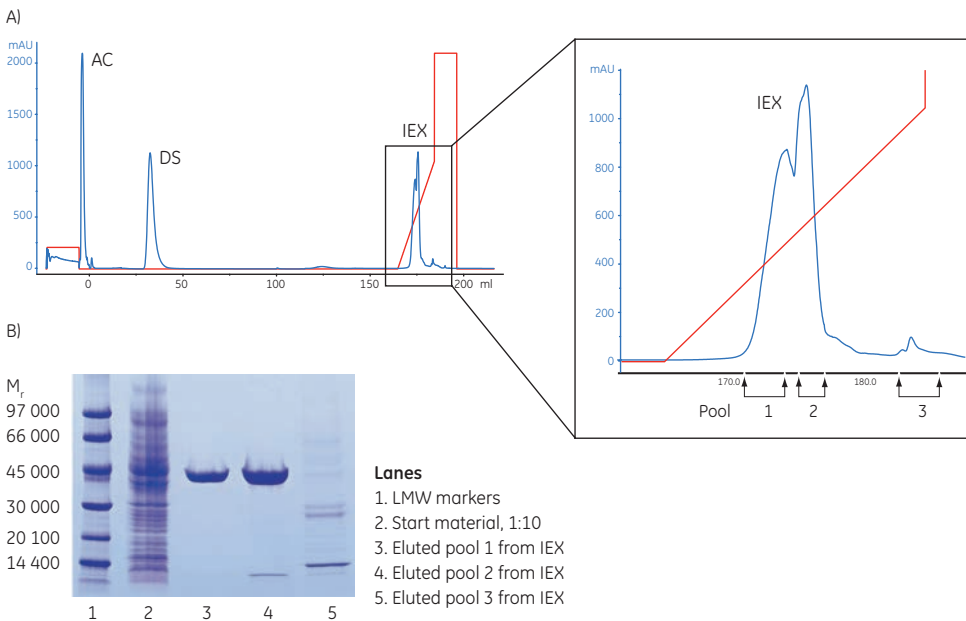 A)
mAU
2000
1500
1000
500
0
AC
DS
IEX
0 50 100 150 ml 200
mAU
1000
800
600
400
200
0
IEX
170.0 180.0
Pool 1 2 3
B)
Mr
97 000
66 000
45 000
30 000
20 100
14 400
1 2 3 4 5
Lanes
1. LMW markers
2. Start material, 1:10
3. Eluted pool 1 from IEX
4. Eluted pool 2 from IEX
5. Eluted pool 3 from IEX